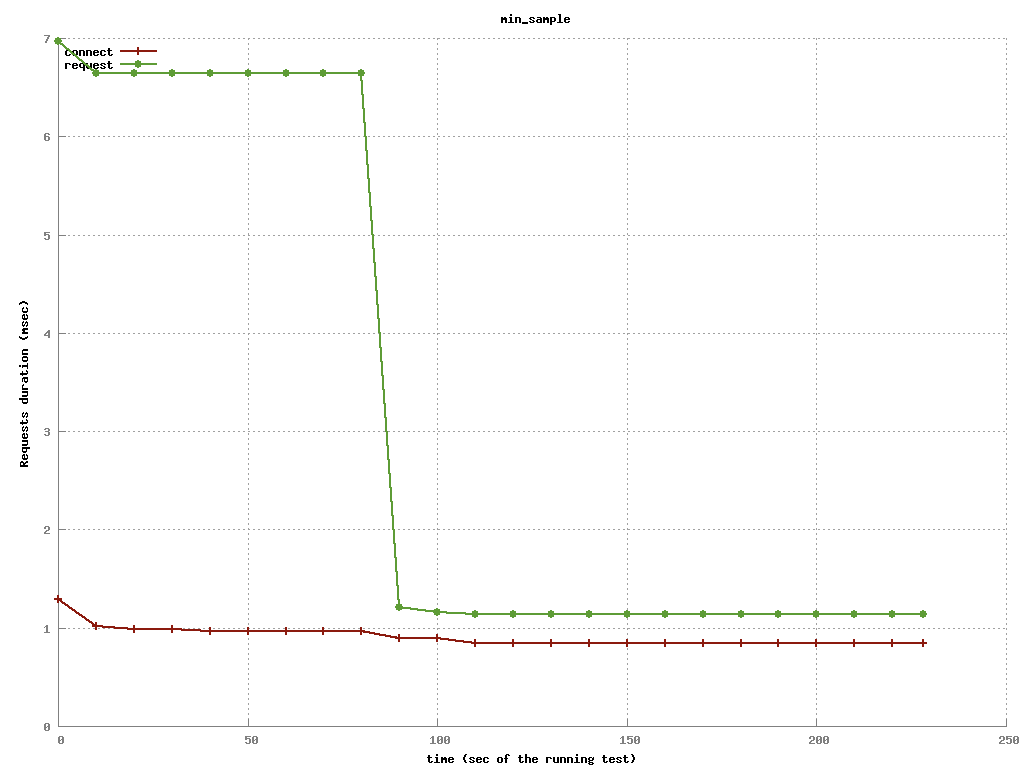 min_sample
connect
request
7
6
5
4
3
2
1
0
0 50 100 150 200 250
Requests duration (msec)
time (sec of the running test)